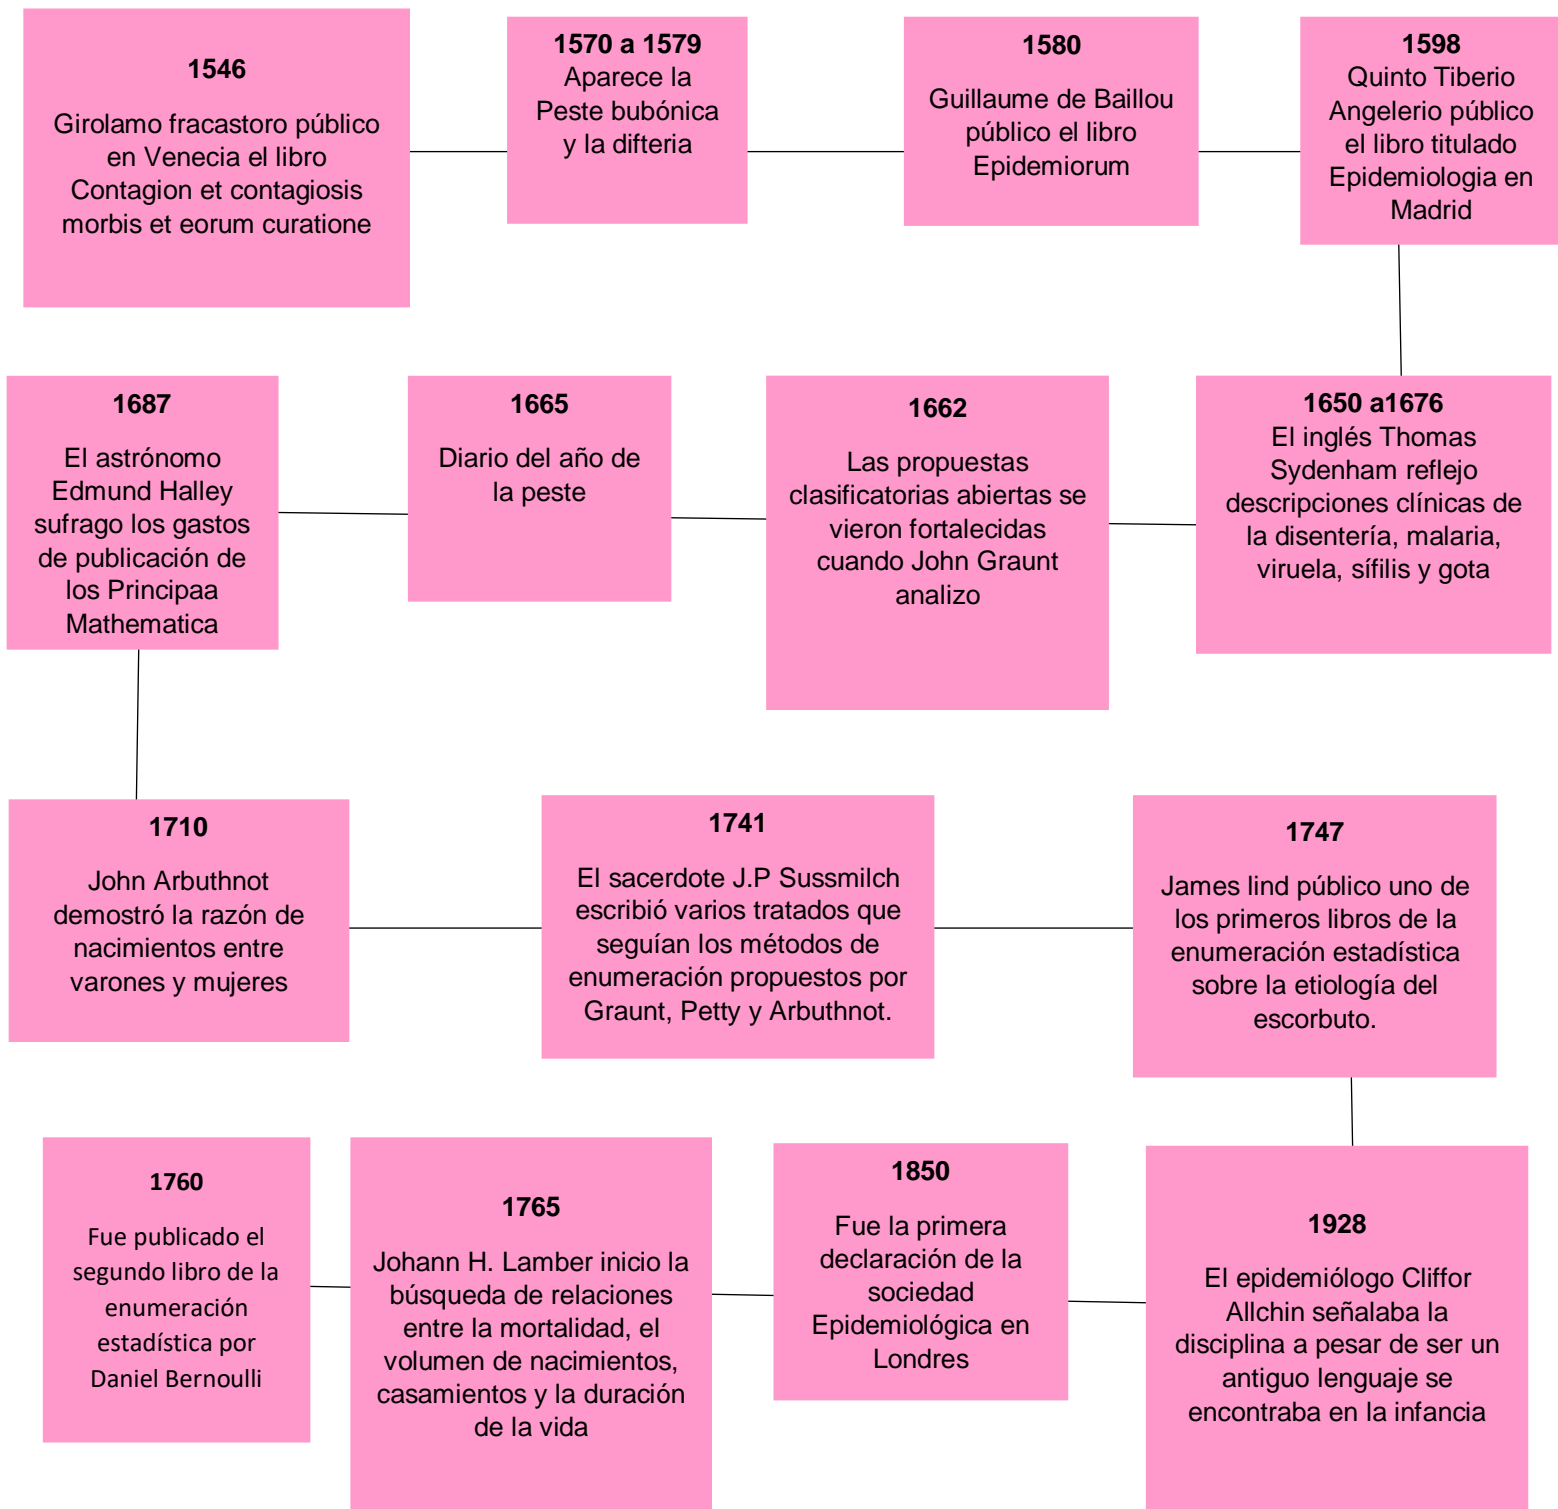 1546
Girolamo fracastoro público
en Venecia el libro
Contagion et contagiosis
morbis et eorum curatione
1570 a 1579
Aparece la
Peste bubónica
y la difteria
1580
Guillaume de Baillou
público el libro
Epidemiorum
1598
Quinto Tiberio
Angelerio público
el libro titulado
Epidemiologia en
Madrid
1687
El astrónomo
Edmund Halley
sufrago los gastos
de publicación de
los Principaa
Mathematica
1665
Diario del año de
la peste
1662
Las propuestas
clasificatorias abiertas se
vieron fortalecidas
cuando John Graunt
analizo
1650 a1676
El inglés Thomas
Sydenham reflejo
descripciones clínicas de
la disentería, malaria,
viruela, sífilis y gota
1710
John Arbuthnot
demostró la razón de
nacimientos entre
varones y mujeres
1741
El sacerdote J.P Sussmilch
escribió varios tratados que
seguían los métodos de
enumeración propuestos por
Graunt, Petty y Arbuthnot.
1747
James lind público uno de
los primeros libros de la
enumeración estadística
sobre la etiología del
escorbuto.
1760
Fue publicado el
segundo libro de la
enumeración
estadística por
Daniel Bernoulli
1765
Johann H. Lamber inicio la
búsqueda de relaciones
entre la mortalidad, el
volumen de nacimientos,
casamientos y la duración
de la vida
1850
Fue la primera
declaración de la
sociedad
Epidemiológica en
Londres
1928
El epidemiólogo Cliffor
Allchin señalaba la
disciplina a pesar de ser un
antiguo lenguaje se
encontraba en la infancia